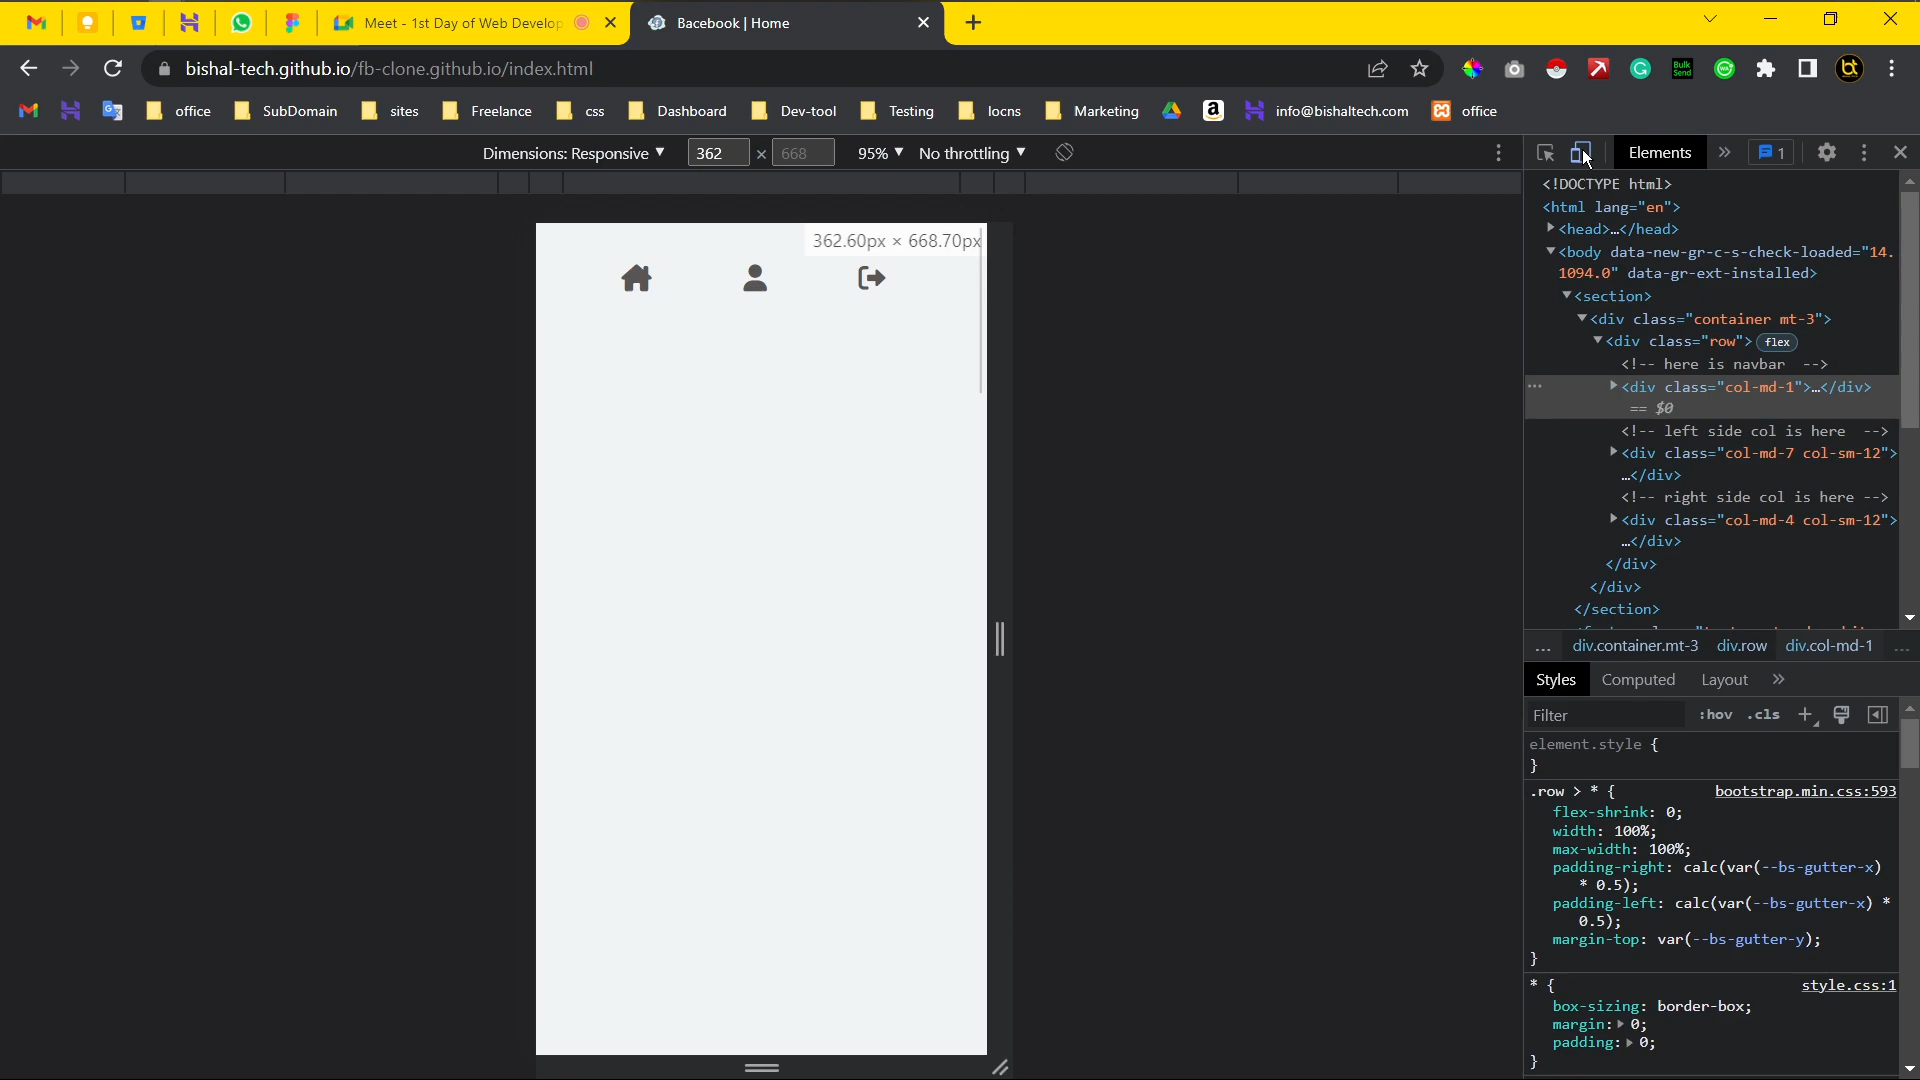 Meet - 1st Day of Web Develop
Bacebook | Home
bishal-tech.github.io/fb-clone.github.io/index.html
Bulk
Send
bt
office SubDomain sites Freelance css Dashboard Dev-tool Testing locns Marketing info@bishaltech.com office
Dimensions: Responsive 362 × 668 95% No throttling
Elements 1
362.60px × 668.70px
<!DOCTYPE html>
<html lang="en">
<head>…</head>
<body data-new-gr-c-s-check-loaded="14.
1094.0" data-gr-ext-installed>
<section>
<div class="container mt-3">
<div class="row"> flex
<!-- here is navbar -->
<div class="col-md-1">…</div>
== $0
<!-- left side col is here -->
<div class="col-md-7 col-sm-12">
…</div>
<!-- right side col is here -->
<div class="col-md-4 col-sm-12">
…</div>
</div>
</div>
</section>
... div.container.mt-3 div.row div.col-md-1 ...
Styles Computed Layout
Filter :hov .cls
element.style {
}
.row > * { bootstrap.min.css:593
flex-shrink: 0;
width: 100%;
max-width: 100%;
padding-right: calc(var(--bs-gutter-x)
* 0.5);
padding-left: calc(var(--bs-gutter-x) *
0.5);
margin-top: var(--bs-gutter-y);
}
* { style.css:1
box-sizing: border-box;
margin: 0;
padding: 0;
}